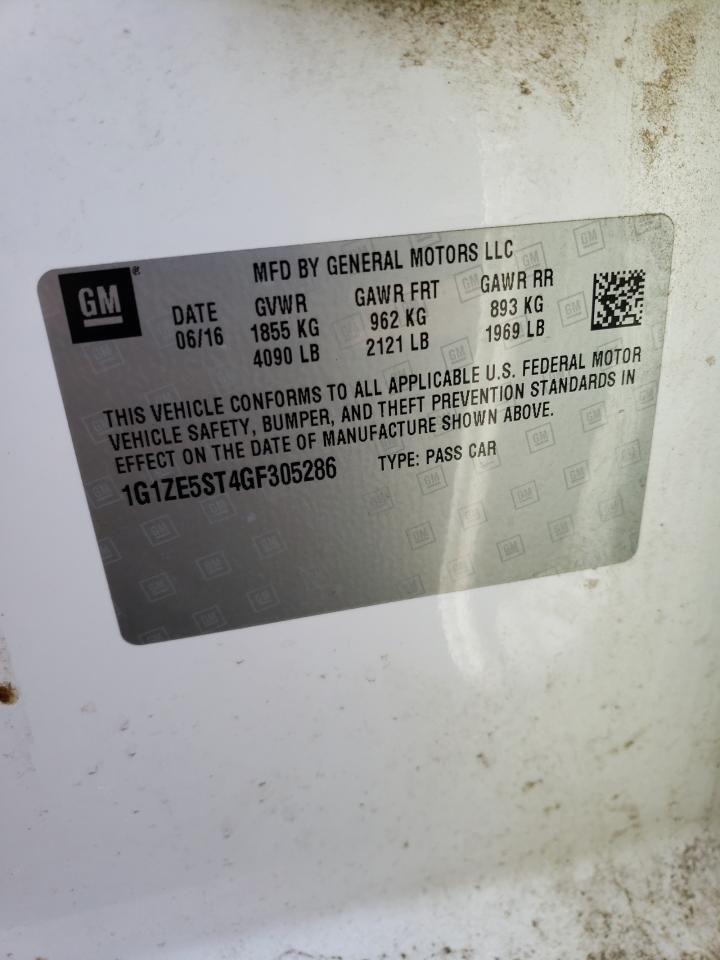 GM®
MFD BY GENERAL MOTORS LLC
DATE GVWR GAWR FRT GAWR RR
06/16 1855 KG 962 KG 893 KG
4090 LB 2121 LB 1969 LB
THIS VEHICLE CONFORMS TO ALL APPLICABLE U.S. FEDERAL MOTOR
VEHICLE SAFETY, BUMPER, AND THEFT PREVENTION STANDARDS IN
EFFECT ON THE DATE OF MANUFACTURE SHOWN ABOVE.
1G1ZE5ST4GF305286 TYPE: PASS CAR